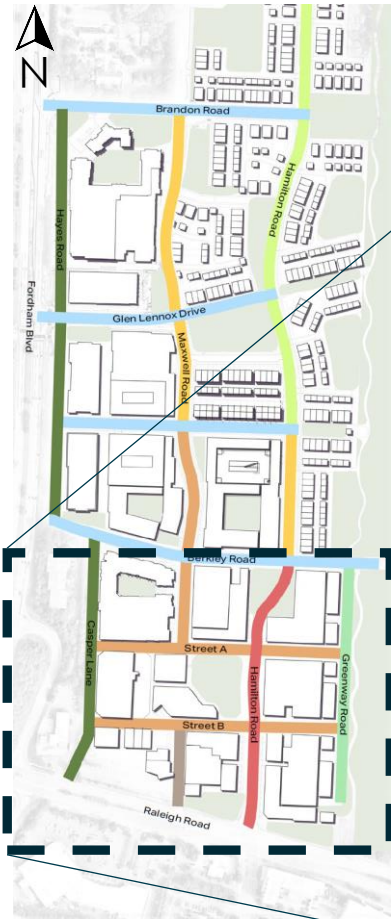 N
Brandon Road
Hamilton Road
Hayes Road
Fordham Blvd
Glen Lennox Drive
Maxwell Road
Berkley Road
Casper Lane
Street A
Hamilton Road
Greenway Road
Street B
Raleigh Road